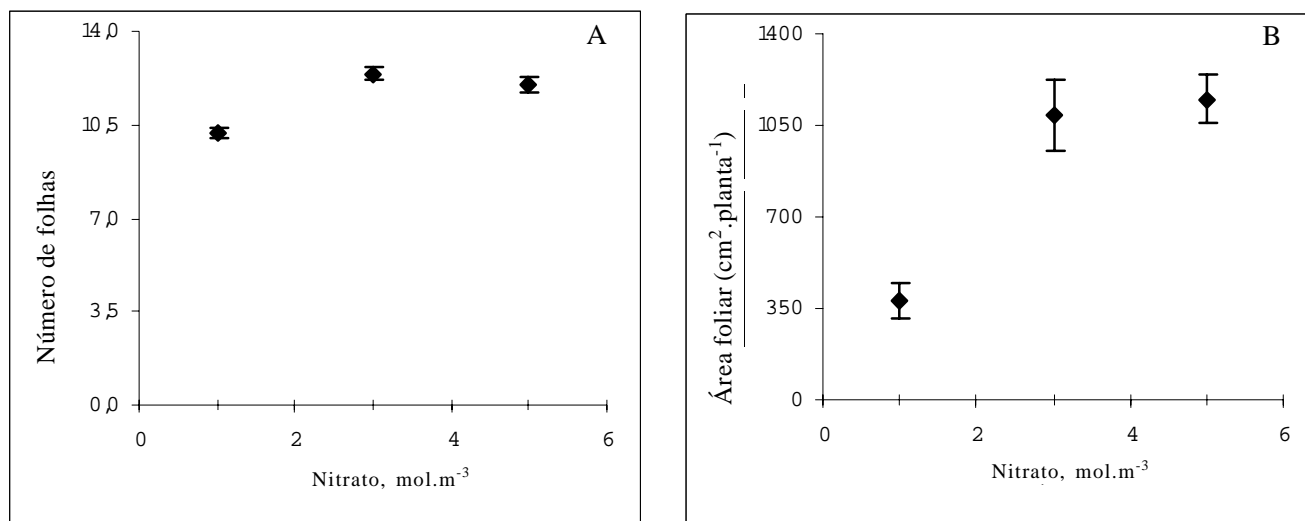 A
14,0
10,5
7,0
3,5
0,0
Número de folhas
0 2 4 6
Nitrato, mol.m⁻³
B
1400
1050
700
350
0
Área foliar (cm².planta⁻¹)
0 2 4 6
Nitrato, mol.m⁻³